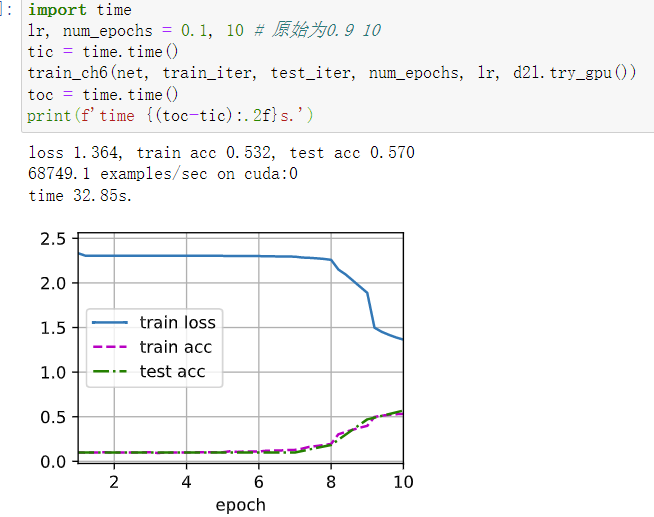 ]:
import time
lr, num_epochs = 0.1, 10 # 原始为0.9 10
tic = time.time()
train_ch6(net, train_iter, test_iter, num_epochs, lr, d2l.try_gpu())
toc = time.time()
print(f'time {(toc-tic):.2f}s.')
loss 1.364, train acc 0.532, test acc 0.570
68749.1 examples/sec on cuda:0
time 32.85s.
2.5
2.0
1.5
1.0
0.5
0.0
train loss
train acc
test acc
2 4 6 8 10
epoch